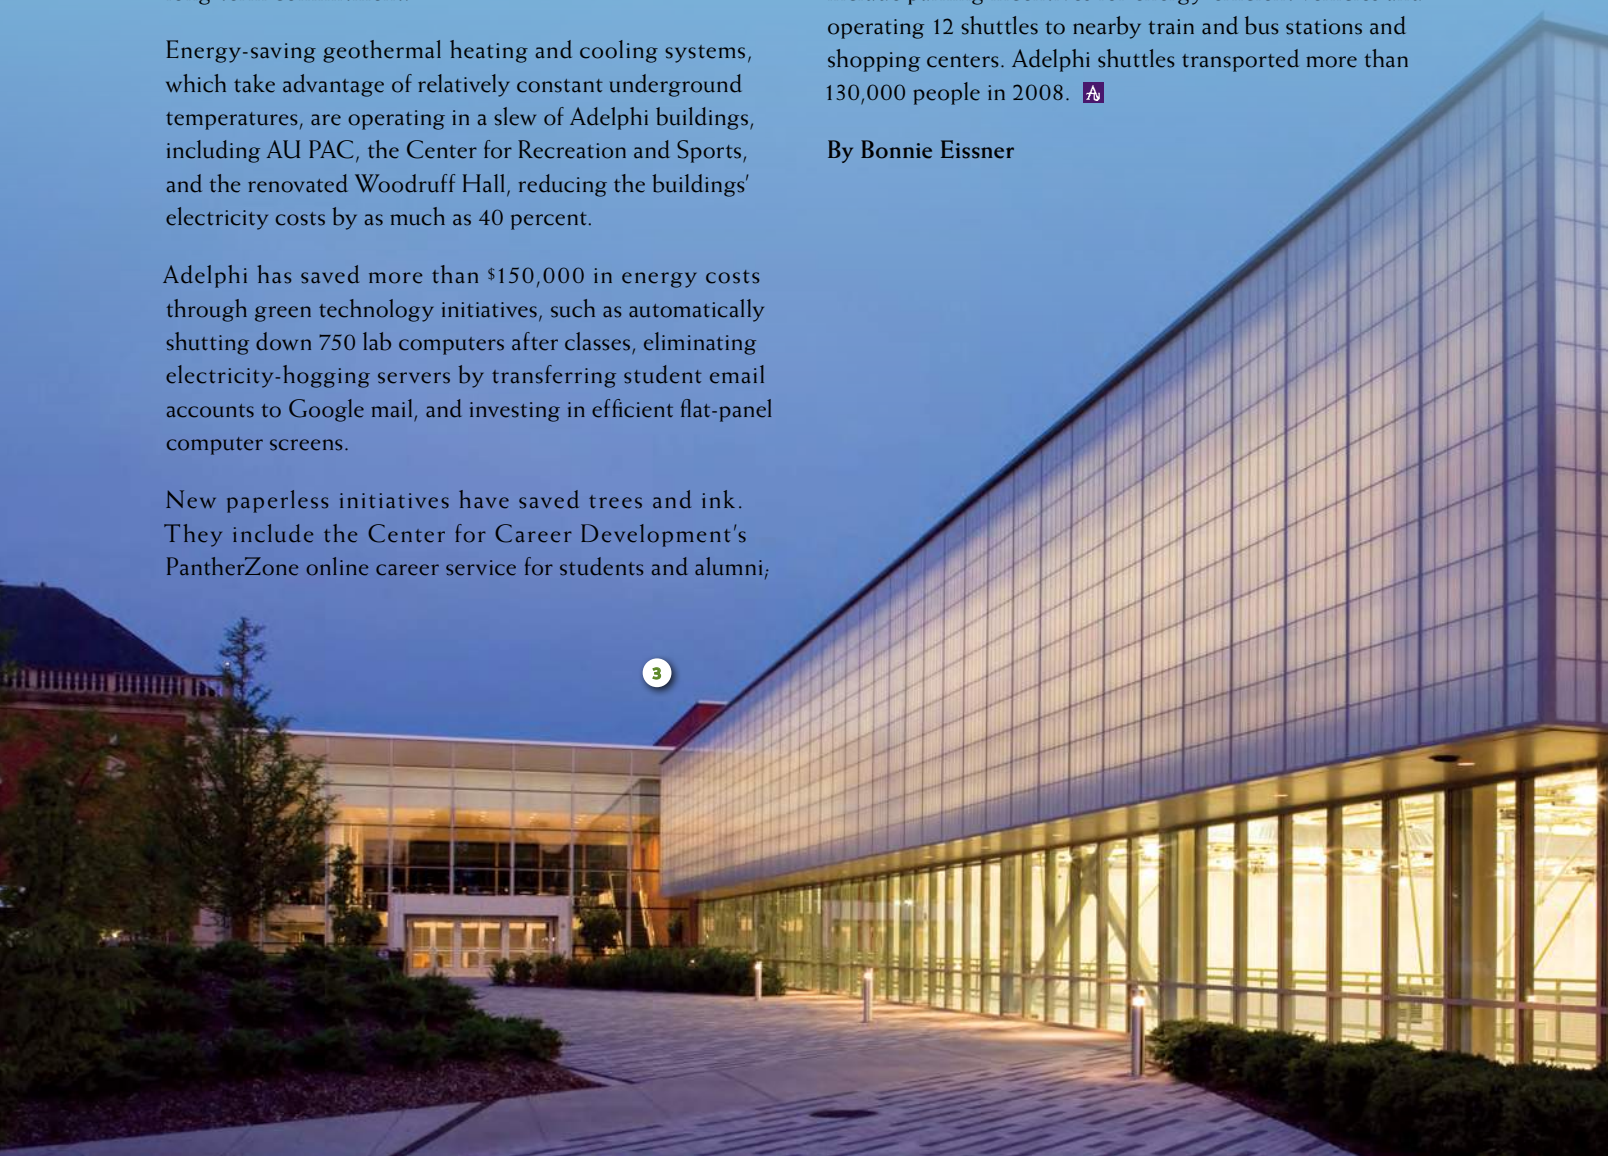 Energy-saving geothermal heating and cooling systems,
which take advantage of relatively constant underground
temperatures, are operating in a slew of Adelphi buildings,
including AU PAC, the Center for Recreation and Sports,
and the renovated Woodruff Hall, reducing the buildings’
electricity costs by as much as 40 percent.
Adelphi has saved more than $150,000 in energy costs
through green technology initiatives, such as automatically
shutting down 750 lab computers after classes, eliminating
electricity-hogging servers by transferring student email
accounts to Google mail, and investing in efficient flat-panel
computer screens.
New paperless initiatives have saved trees and ink.
They include the Center for Career Development’s
PantherZone online career service for students and alumni;
operating 12 shuttles to nearby train and bus stations and
shopping centers. Adelphi shuttles transported more than
130,000 people in 2008.
By Bonnie Eissner
3